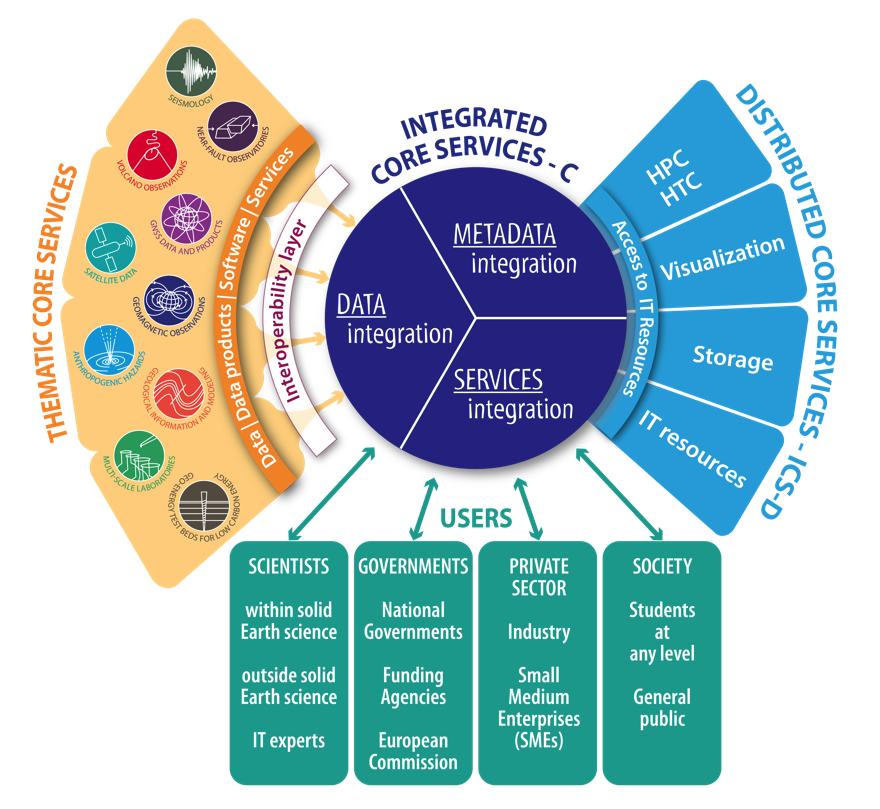 THEMATIC CORE SERVICES
SEISMOLOGY
NEAR-FAULT OBSERVATORIES
VOLCANO OBSERVATIONS
GNSS DATA AND PRODUCTS
SATELLITE DATA
GEOMAGNETIC OBSERVATIONS
ANTHROPOGENIC HAZARDS
GEOLOGICAL INFORMATION AND MODELING
MULTI-SCALE LABORATORIES
GEO-ENERGY TEST BEDS FOR LOW CARBON ENERGY
Data | Data products | Software | Services
Interoperability layer
INTEGRATED
CORE SERVICES - C
METADATA
integration
DATA
integration
SERVICES
integration
Access to IT Resources
HPC
HTC
Visualization
Storage
IT resources
DISTRIBUTED CORE SERVICES - ICS-D
USERS
SCIENTISTS
within solid
Earth science
outside solid
Earth science
IT experts
GOVERNMENTS
National
Governments
Funding
Agencies
European
Commission
PRIVATE
SECTOR
Industry
Small
Medium
Enterprises
(SMEs)
SOCIETY
Students
at
any level
General
public